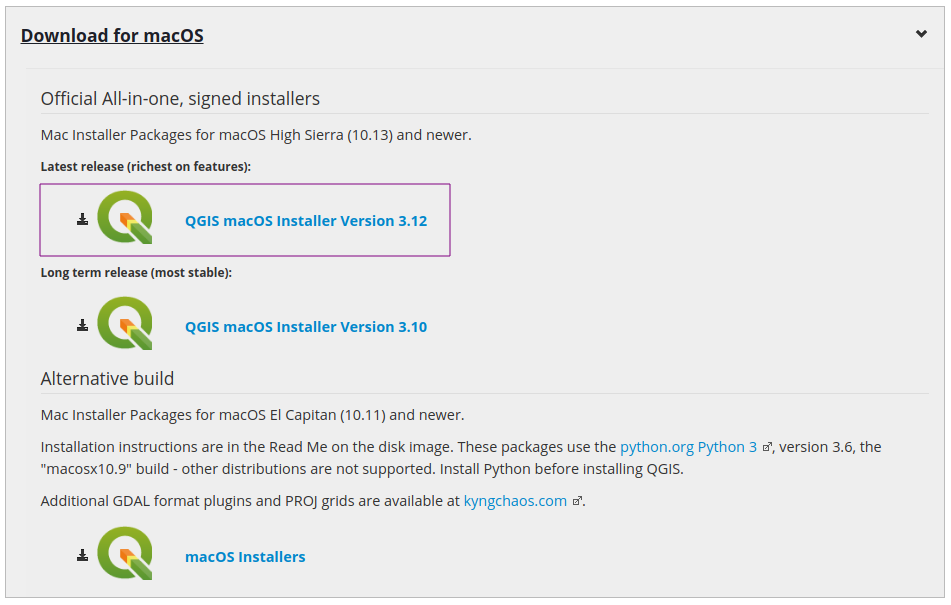 Download for macOS
Official All-in-one, signed installers
Mac Installer Packages for macOS High Sierra (10.13) and newer.
Latest release (richest on features):
QGIS macOS Installer Version 3.12
Long term release (most stable):
QGIS macOS Installer Version 3.10
Alternative build
Mac Installer Packages for macOS El Capitan (10.11) and newer.
Installation instructions are in the Read Me on the disk image. These packages use the python.org Python 3, version 3.6, the
"macosx10.9" build - other distributions are not supported. Install Python before installing QGIS.
Additional GDAL format plugins and PROJ grids are available at kyngchaos.com.
macOS Installers